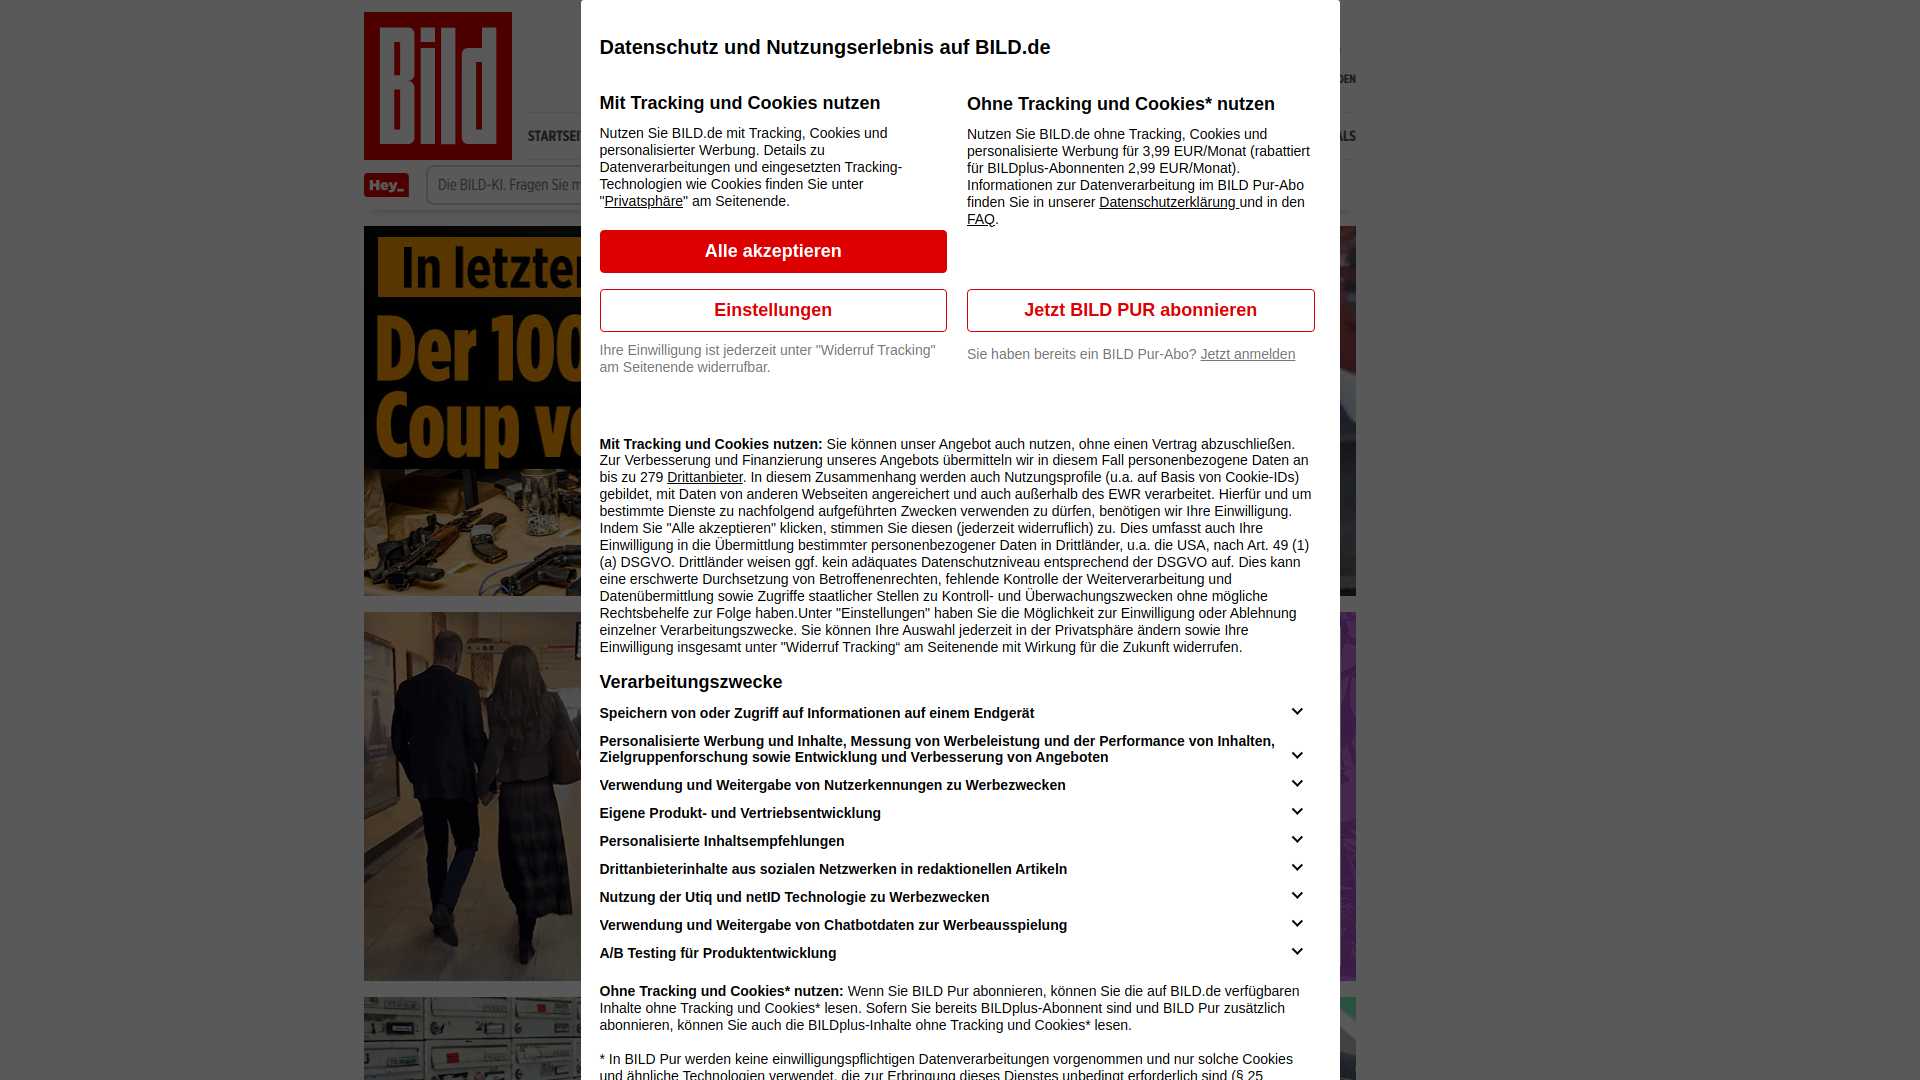 Bild
STARTSEI
Hey_
Die BILD-KI. Fragen Sie m
In letzter
Der 100
Coup v
DEN
ALS
Datenschutz und Nutzungserlebnis auf BILD.de
Mit Tracking und Cookies nutzen
Nutzen Sie BILD.de mit Tracking, Cookies und
personalisierter Werbung. Details zu
Datenverarbeitungen und eingesetzten Tracking-
Technologien wie Cookies finden Sie unter
"Privatsphäre" am Seitenende.
Alle akzeptieren
Einstellungen
Ihre Einwilligung ist jederzeit unter "Widerruf Tracking"
am Seitenende widerrufbar.
Ohne Tracking und Cookies* nutzen
Nutzen Sie BILD.de ohne Tracking, Cookies und
personalisierte Werbung für 3,99 EUR/Monat (rabattiert
für BILDplus-Abonnenten 2,99 EUR/Monat).
Informationen zur Datenverarbeitung im BILD Pur-Abo
finden Sie in unserer Datenschutzerklärung und in den
FAQ.
Jetzt BILD PUR abonnieren
Sie haben bereits ein BILD Pur-Abo? Jetzt anmelden
Mit Tracking und Cookies nutzen: Sie können unser Angebot auch nutzen, ohne einen Vertrag abzuschließen.
Zur Verbesserung und Finanzierung unseres Angebots übermitteln wir in diesem Fall personenbezogene Daten an
bis zu 279 Drittanbieter. In diesem Zusammenhang werden auch Nutzungsprofile (u.a. auf Basis von Cookie-IDs)
gebildet, mit Daten von anderen Webseiten angereichert und auch außerhalb des EWR verarbeitet. Hierfür und um
bestimmte Dienste zu nachfolgend aufgeführten Zwecken verwenden zu dürfen, benötigen wir Ihre Einwilligung.
Indem Sie "Alle akzeptieren" klicken, stimmen Sie diesen (jederzeit widerruflich) zu. Dies umfasst auch Ihre
Einwilligung in die Übermittlung bestimmter personenbezogener Daten in Drittländer, u.a. die USA, nach Art. 49 (1)
(a) DSGVO. Drittländer weisen ggf. kein adäquates Datenschutzniveau entsprechend der DSGVO auf. Dies kann
eine erschwerte Durchsetzung von Betroffenenrechten, fehlende Kontrolle der Weiterverarbeitung und
Datenübermittlung sowie Zugriffe staatlicher Stellen zu Kontroll- und Überwachungszwecken ohne mögliche
Rechtsbehelfe zur Folge haben.Unter "Einstellungen" haben Sie die Möglichkeit zur Einwilligung oder Ablehnung
einzelner Verarbeitungszwecke. Sie können Ihre Auswahl jederzeit in der Privatsphäre ändern sowie Ihre
Einwilligung insgesamt unter "Widerruf Tracking“ am Seitenende mit Wirkung für die Zukunft widerrufen.
Verarbeitungszwecke
Speichern von oder Zugriff auf Informationen auf einem Endgerät
Personalisierte Werbung und Inhalte, Messung von Werbeleistung und der Performance von Inhalten,
Zielgruppenforschung sowie Entwicklung und Verbesserung von Angeboten
Verwendung und Weitergabe von Nutzerkennungen zu Werbezwecken
Eigene Produkt- und Vertriebsentwicklung
Personalisierte Inhaltsempfehlungen
Drittanbieterinhalte aus sozialen Netzwerken in redaktionellen Artikeln
Nutzung der Utiq und netID Technologie zu Werbezwecken
Verwendung und Weitergabe von Chatbotdaten zur Werbeausspielung
A/B Testing für Produktentwicklung
Ohne Tracking und Cookies* nutzen: Wenn Sie BILD Pur abonnieren, können Sie die auf BILD.de verfügbaren
Inhalte ohne Tracking und Cookies* lesen. Sofern Sie bereits BILDplus-Abonnent sind und BILD Pur zusätzlich
abonnieren, können Sie auch die BILDplus-Inhalte ohne Tracking und Cookies* lesen.
* In BILD Pur werden keine einwilligungspflichtigen Datenverarbeitungen vorgenommen und nur solche Cookies
und ähnliche Technologien verwendet, die zur Erbringung dieses Dienstes unbedingt erforderlich sind (§ 25